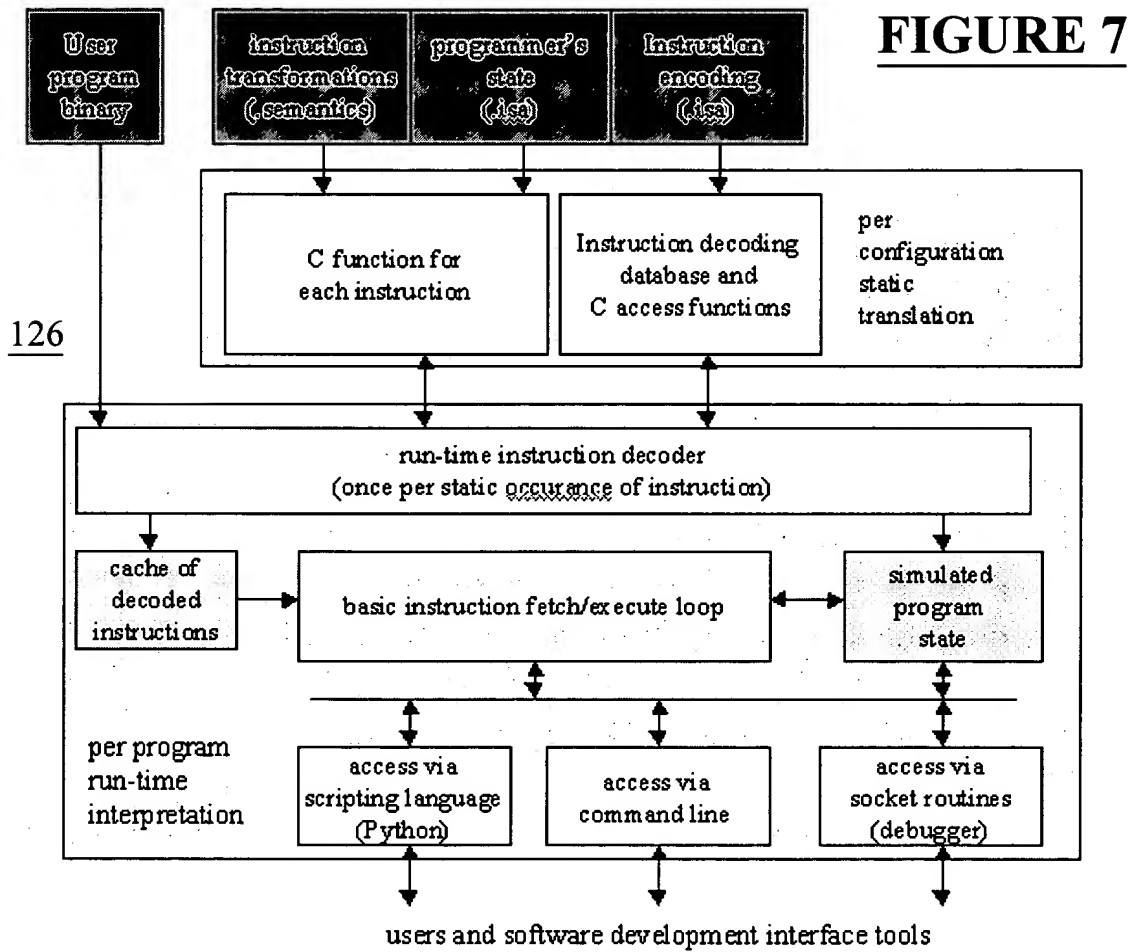 FIGURE 7
User
program
binary
instruction
transformations
(.semantics)
programmer's
state
(.isa)
Instruction
encoding
(.isa)
C function for
each instruction
Instruction decoding
database and
C access functions
per
configuration
static
translation
126
run-time instruction decoder
(once per static occurance of instruction)
cache of
decoded
instructions
basic instruction fetch/execute loop
simulated
program
state
per program
run-time
interpretation
access via
scripting language
(Python)
access via
command line
access via
socket routines
(debugger)
users and software development interface tools